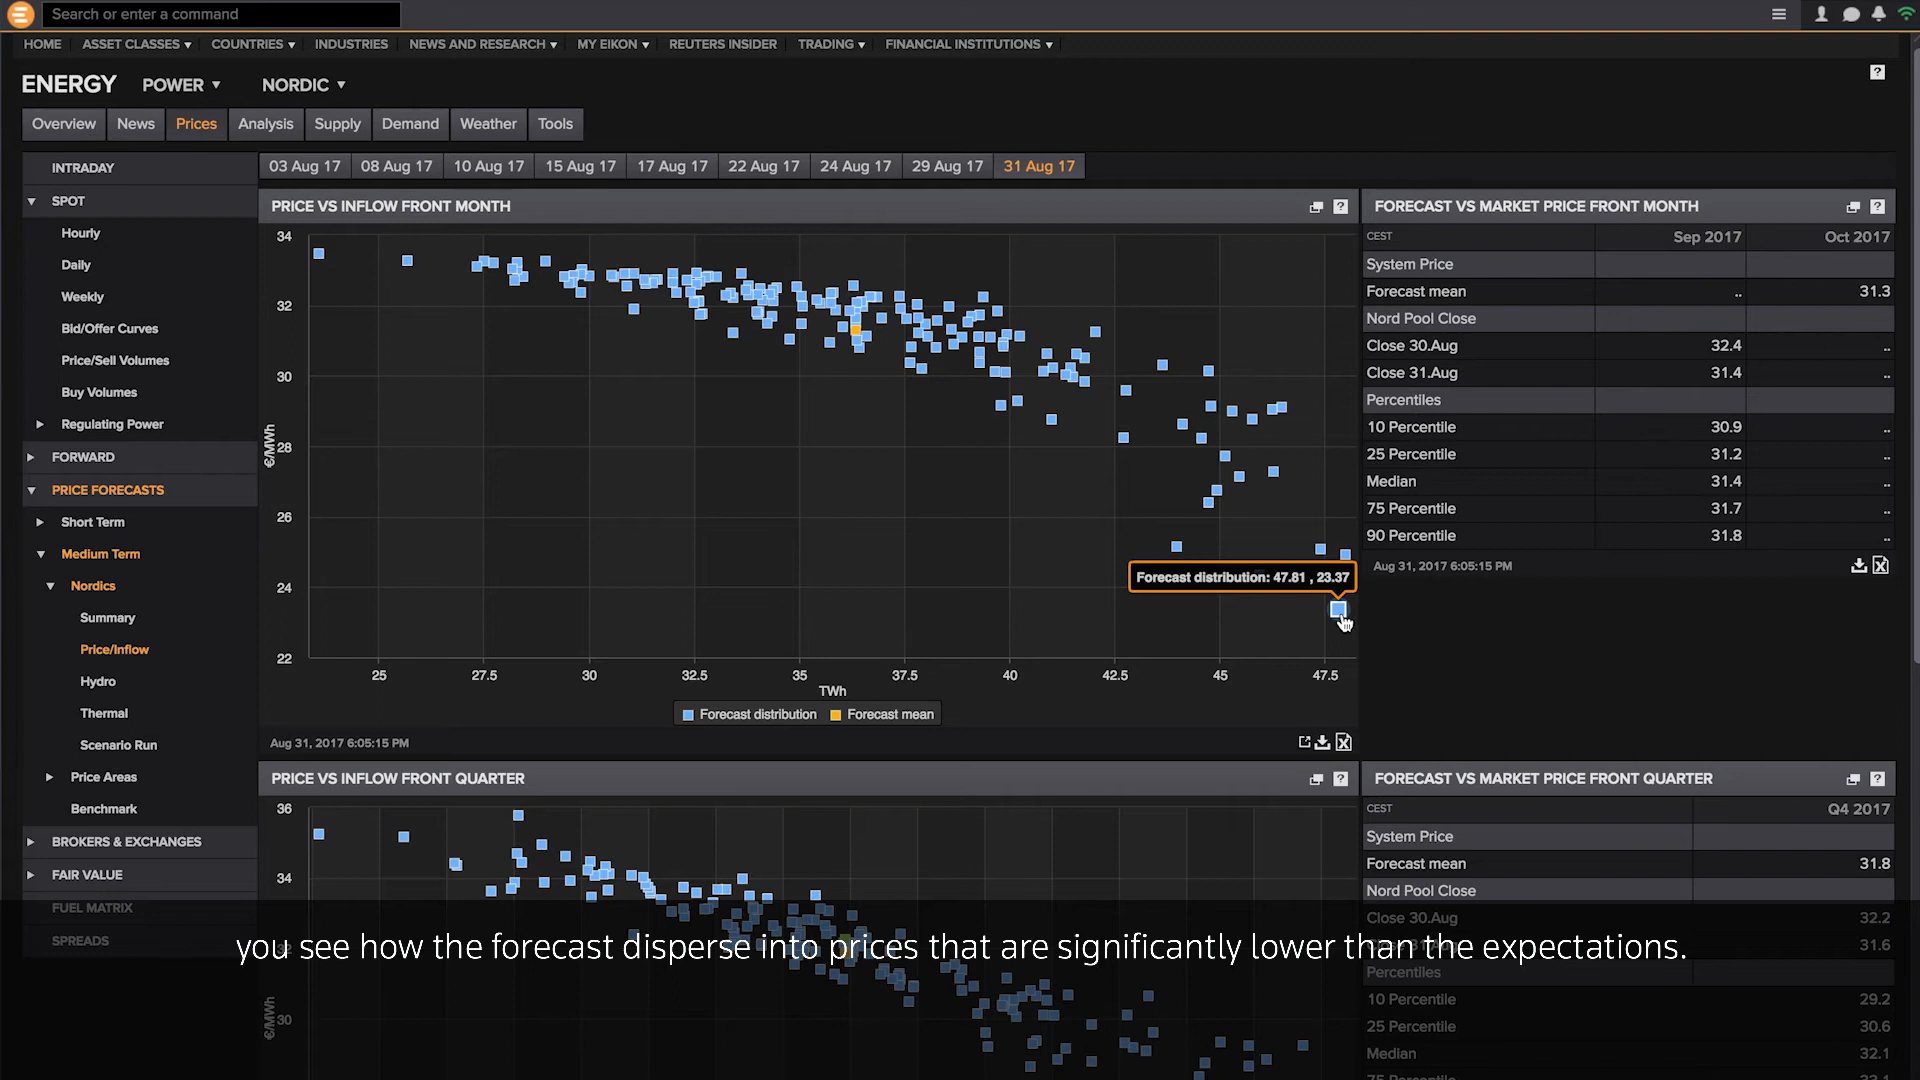 Search or enter a command
HOME ASSET CLASSES COUNTRIES INDUSTRIES NEWS AND RESEARCH MY EIKON REUTERS INSIDER TRADING FINANCIAL INSTITUTIONS
ENERGY POWER NORDIC
Overview News Prices Analysis Supply Demand Weather Tools
INTRADAY
SPOT
Hourly
Daily
Weekly
Bid/Offer Curves
Price/Sell Volumes
Buy Volumes
Regulating Power
FORWARD
PRICE FORECASTS
Short Term
Medium Term
Nordics
Summary
Price/Inflow
Hydro
Thermal
Scenario Run
Price Areas
Benchmark
BROKERS & EXCHANGES
FAIR VALUE
FUEL MATRIX
SPREADS
03 Aug 17 08 Aug 17 10 Aug 17 15 Aug 17 17 Aug 17 22 Aug 17 24 Aug 17 29 Aug 17 31 Aug 17
PRICE VS INFLOW FRONT MONTH
34
32
30
28
26
24
22
€/MWh
Forecast distribution: 47.81 , 23.37
25 27.5 30 32.5 35 37.5 40 42.5 45 47.5
TWh
Forecast distribution Forecast mean
Aug 31, 2017 6:05:15 PM
FORECAST VS MARKET PRICE FRONT MONTH
CEST Sep 2017 Oct 2017
System Price
Forecast mean .. 31.3
Nord Pool Close
Close 30.Aug 32.4 ..
Close 31.Aug 31.4 ..
Percentiles
10 Percentile 30.9 ..
25 Percentile 31.2 ..
Median 31.4 ..
75 Percentile 31.7 ..
90 Percentile 31.8 ..
Aug 31, 2017 6:05:15 PM
PRICE VS INFLOW FRONT QUARTER
36
34
32
30
€/MWh
FORECAST VS MARKET PRICE FRONT QUARTER
CEST Q4 2017
System Price
Forecast mean 31.8
Nord Pool Close
Close 30.Aug 32.2
31.6
Percentiles
10 Percentile 29.2
25 Percentile 30.6
Median 32.1
75 Percentile 33.1
you see how the forecast disperse into prices that are significantly lower than the expectations.